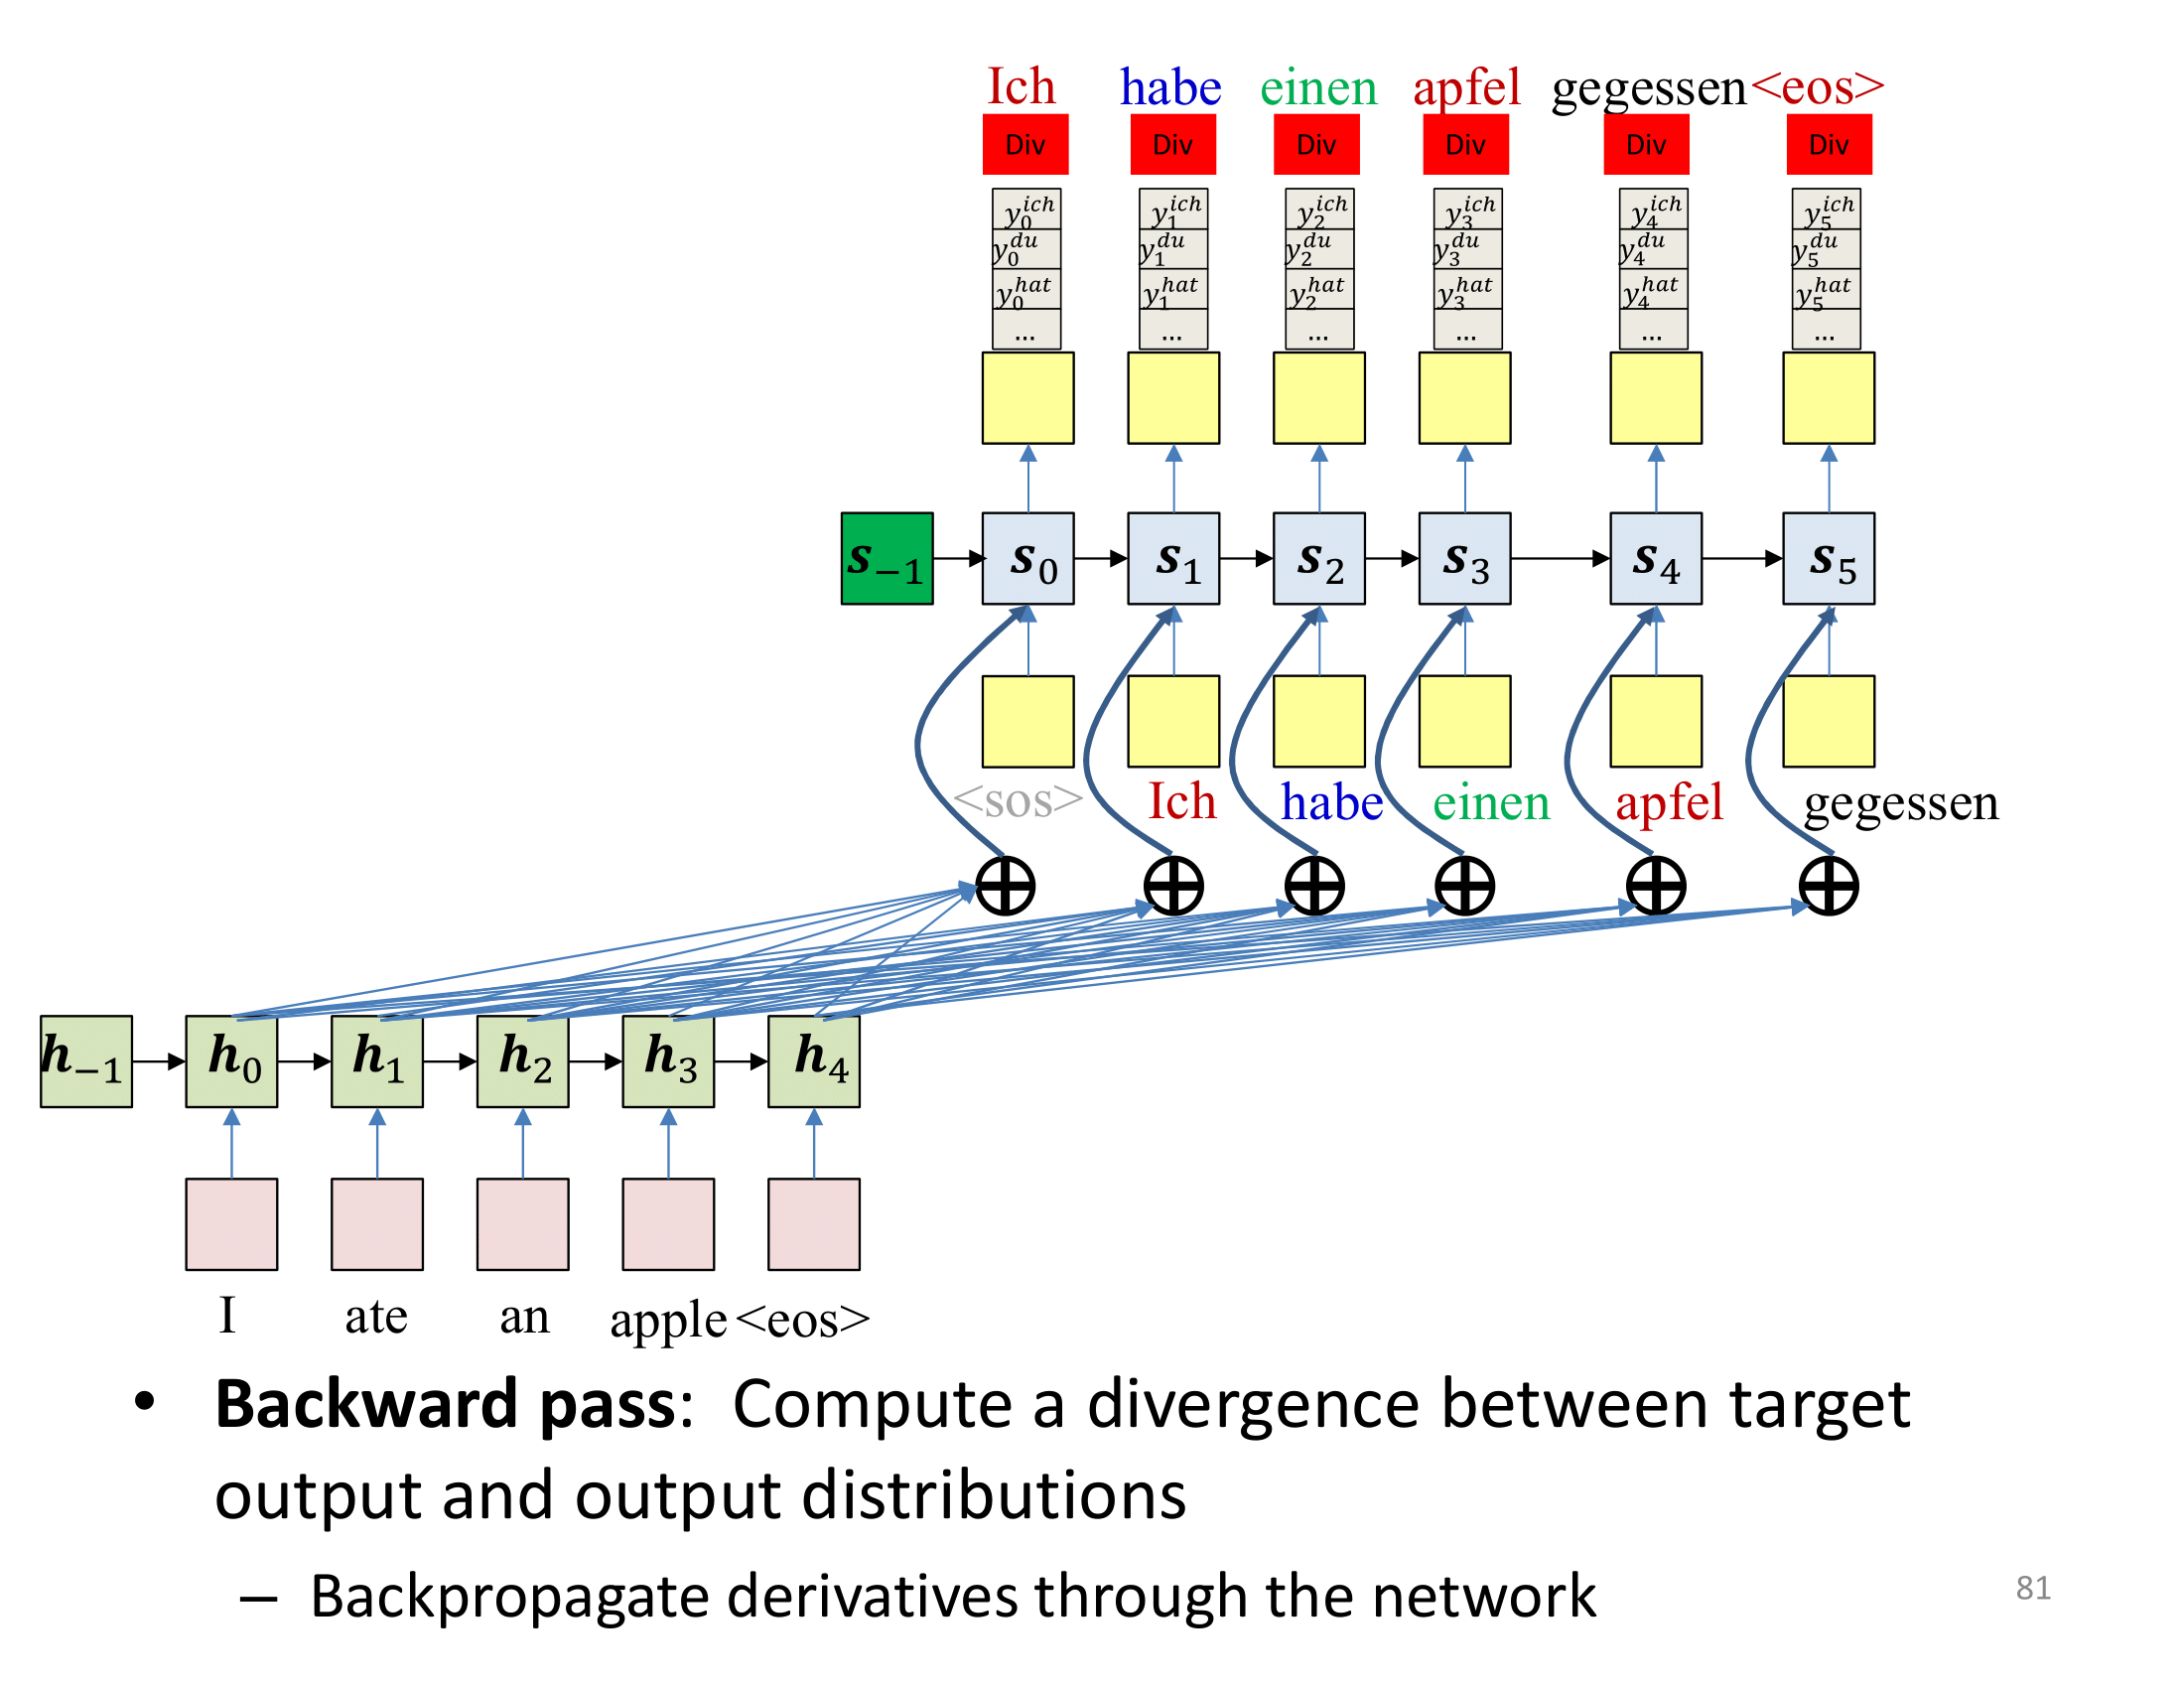 Ich habe einen apfel gegessen <eos>
Div Div Div Div Div Div
y_0^{ich} y_1^{ich} y_2^{ich} y_3^{ich} y_4^{ich} y_5^{ich}
y_0^{du} y_1^{du} y_2^{du} y_3^{du} y_4^{du} y_5^{du}
y_0^{hat} y_1^{hat} y_2^{hat} y_3^{hat} y_4^{hat} y_5^{hat}
... ... ... ... ... ...
s_{-1} s_0 s_1 s_2 s_3 s_4 s_5
<sos> Ich habe einen apfel gegessen
h_{-1} h_0 h_1 h_2 h_3 h_4
I ate an apple <eos>
• Backward pass: Compute a divergence between target
output and output distributions
– Backpropagate derivatives through the network
81